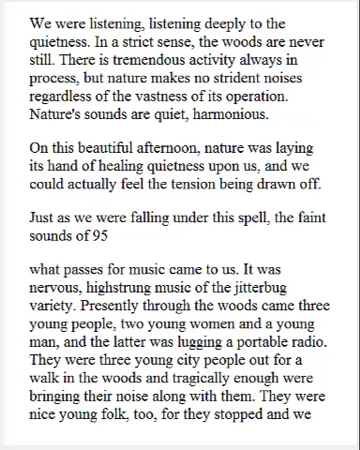 We were listening, listening deeply to the
quietness. In a strict sense, the woods are never
still. There is tremendous activity always in
process, but nature makes no strident noises
regardless of the vastness of its operation.
Nature's sounds are quiet, harmonious.
On this beautiful afternoon, nature was laying
its hand of healing quietness upon us, and we
could actually feel the tension being drawn off.
Just as we were falling under this spell, the faint
sounds of 95
what passes for music came to us. It was
nervous, highstrung music of the jitterbug
variety. Presently through the woods came three
young people, two young women and a young
man, and the latter was lugging a portable radio.
They were three young city people out for a
walk in the woods and tragically enough were
bringing their noise along with them. They were
nice young folk, too, for they stopped and we